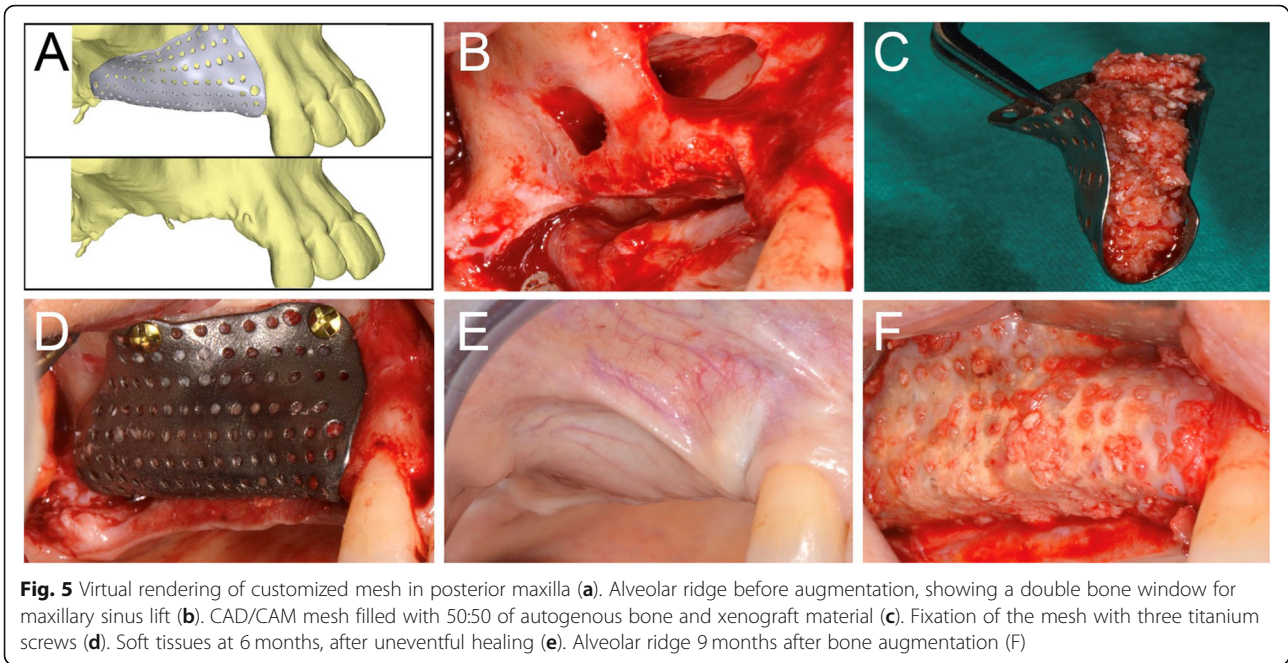 A
B
C
D
E
F
Fig. 5 Virtual rendering of customized mesh in posterior maxilla (a). Alveolar ridge before augmentation, showing a double bone window for
maxillary sinus lift (b). CAD/CAM mesh filled with 50:50 of autogenous bone and xenograft material (c). Fixation of the mesh with three titanium
screws (d). Soft tissues at 6 months, after uneventful healing (e). Alveolar ridge 9 months after bone augmentation (F)